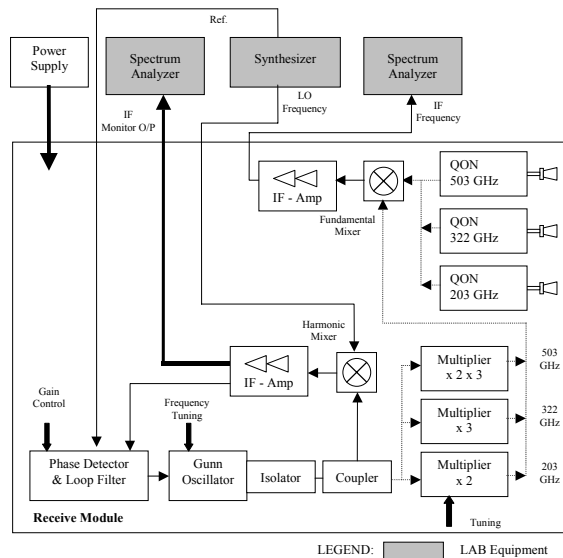 Ref.
Power
Supply
Spectrum
Analyzer
Synthesizer
Spectrum
Analyzer
IF
Monitor O/P
LO
Frequency
IF
Frequency
IF - Amp
Fundamental
Mixer
QON
503 GHz
QON
322 GHz
QON
203 GHz
Harmonic
Mixer
IF - Amp
Multiplier
x 2 x 3
503
GHz
Multiplier
x 3
322
GHz
Multiplier
x 2
203
GHz
Gain
Control
Frequency
Tuning
Phase Detector
& Loop Filter
Gunn
Oscillator
Isolator
Coupler
Receive Module
Tuning
LEGEND:
LAB Equipment